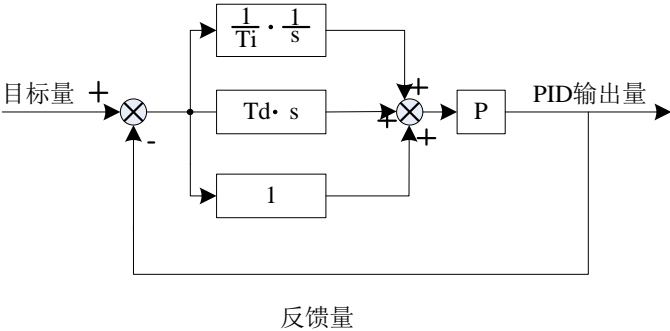 1/Ti · 1/s
目标量 + Td· s + + P PID输出量
- +
1
反馈量